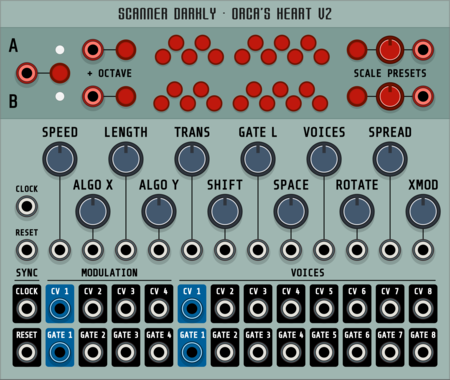 SCANNER DARKLY · ORCA'S HEART V2
A
+ OCTAVE
SCALE PRESETS
B
SPEED LENGTH TRANS GATE L VOICES SPREAD
ALGO X ALGO Y SHIFT SPACE ROTATE XMOD
CLOCK
RESET
SYNC MODULATION VOICES
CLOCK CV 1 CV 2 CV 3 CV 4 CV 1 CV 2 CV 3 CV 4 CV 5 CV 6 CV 7 CV 8
RESET GATE 1 GATE 2 GATE 3 GATE 4 GATE 1 GATE 2 GATE 3 GATE 4 GATE 5 GATE 6 GATE 7 GATE 8